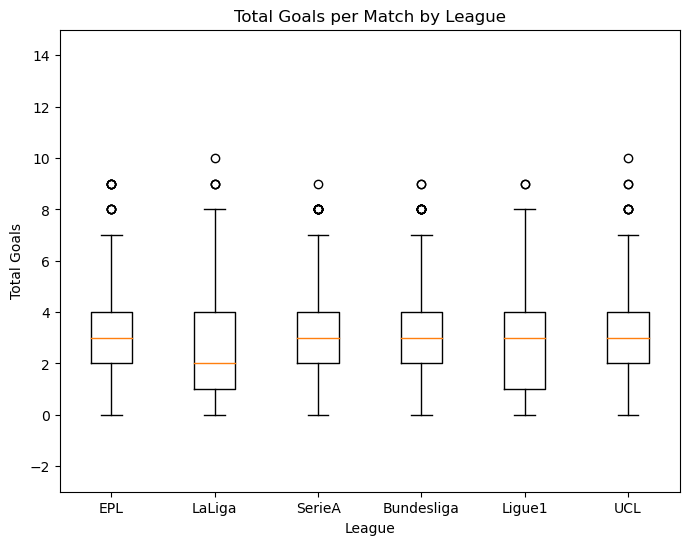 Total Goals per Match by League
14
12
10
8
6
4
2
0
−2
Total Goals
EPL LaLiga SerieA Bundesliga Ligue1 UCL
League